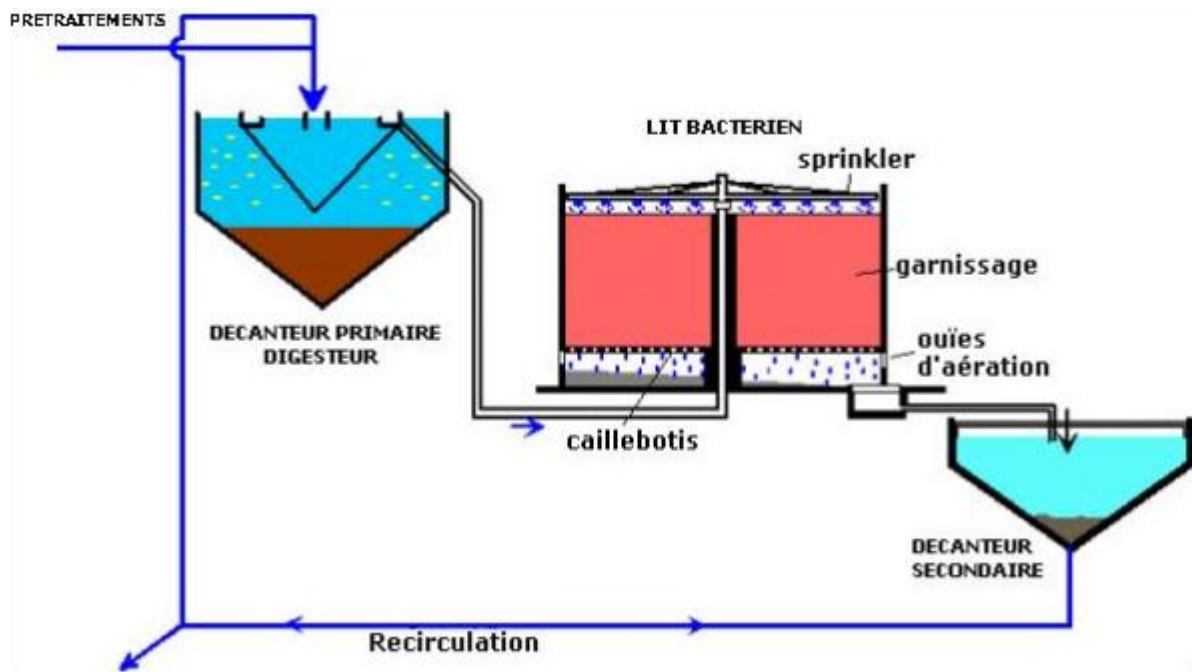 PRETRAITEMENTS
LIT BACTERIEN
sprinkler
garnissage
DECANTEUR PRIMAIRE
DIGESTEUR
ouïes
d'aération
caillebotis
DECANTEUR
SECONDAIRE
Recirculation